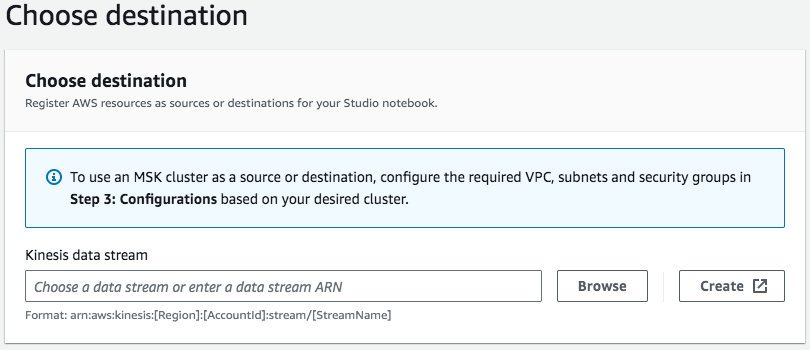 Choose destination
Choose destination
Register AWS resources as sources or destinations for your Studio notebook.
To use an MSK cluster as a source or destination, configure the required VPC, subnets and security groups in
Step 3: Configurations based on your desired cluster.
Kinesis data stream
Choose a data stream or enter a data stream ARN
Browse
Create
Format: arn:aws:kinesis:[Region]:[AccountId]:stream/[StreamName]